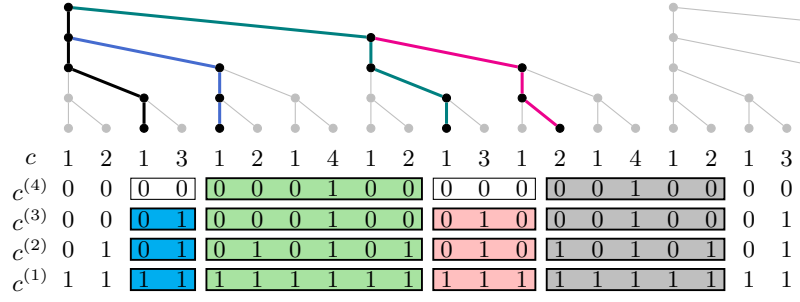 c 1 2 1 3 1 2 1 4 1 2 1 3 1 2 1 4 1 2 1 3
c⁽⁴⁾ 0 0 0 0 0 0 0 1 0 0 0 0 0 0 0 1 0 0 0 0
c⁽³⁾ 0 0 0 1 0 0 0 1 0 0 0 1 0 0 0 1 0 0 0 1
c⁽²⁾ 0 1 0 1 0 1 0 1 0 1 0 1 0 1 0 1 0 1 0 1
c⁽¹⁾ 1 1 1 1 1 1 1 1 1 1 1 1 1 1 1 1 1 1 1 1